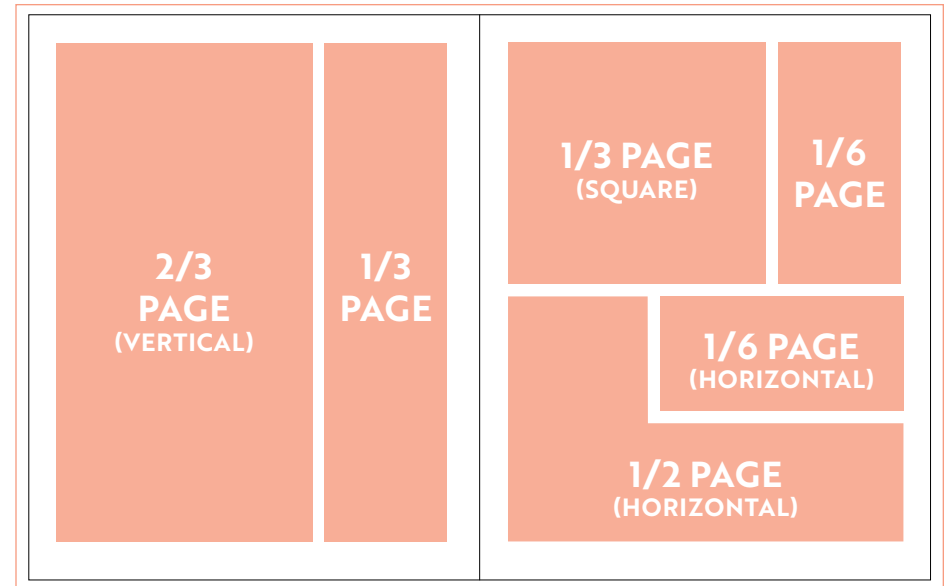 2/3
PAGE
(VERTICAL)
1/3
PAGE
1/3 PAGE
(SQUARE)
1/6
PAGE
1/6 PAGE
(HORIZONTAL)
1/2 PAGE
(HORIZONTAL)